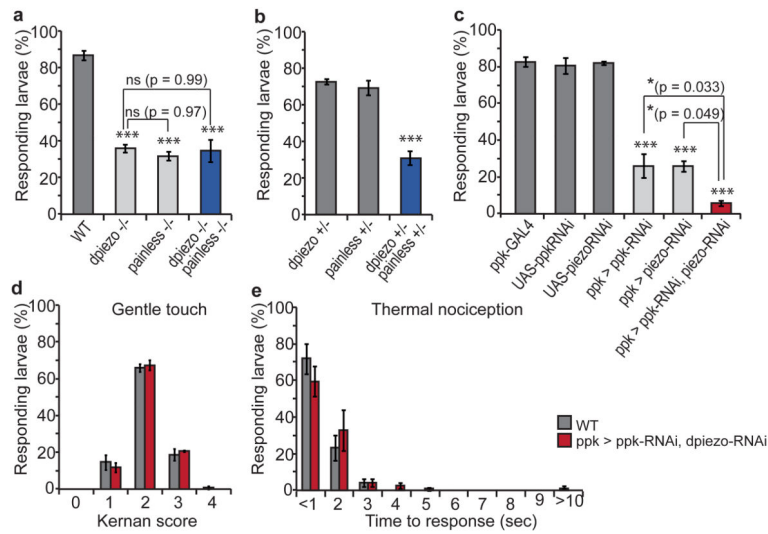 a
Responding larvae (%)
100
80
60
40
20
0
ns (p = 0.99)
ns (p = 0.97)
***
***
***
WT
dpiezo -/-
painless -/-
dpiezo -/-
painless -/-
b
Responding larvae (%)
100
80
60
40
20
0
***
dpiezo +/-
painless +/-
dpiezo +/-
painless +/-
c
Responding larvae (%)
100
80
60
40
20
0
*(p = 0.033)
*(p = 0.049)
***
***
***
ppk-GAL4
UAS-ppkRNAi
UAS-piezoRNAi
ppk > ppk-RNAi
ppk > piezo-RNAi
ppk > ppk-RNAi, piezo-RNAi
d
Gentle touch
Responding larvae (%)
100
80
60
40
20
0
0 1 2 3 4
Kernan score
e
Thermal nociception
Responding larvae (%)
100
80
60
40
20
0
<1 2 3 4 5 6 7 8 9 >10
Time to response (sec)
WT
ppk > ppk-RNAi, dpiezo-RNAi